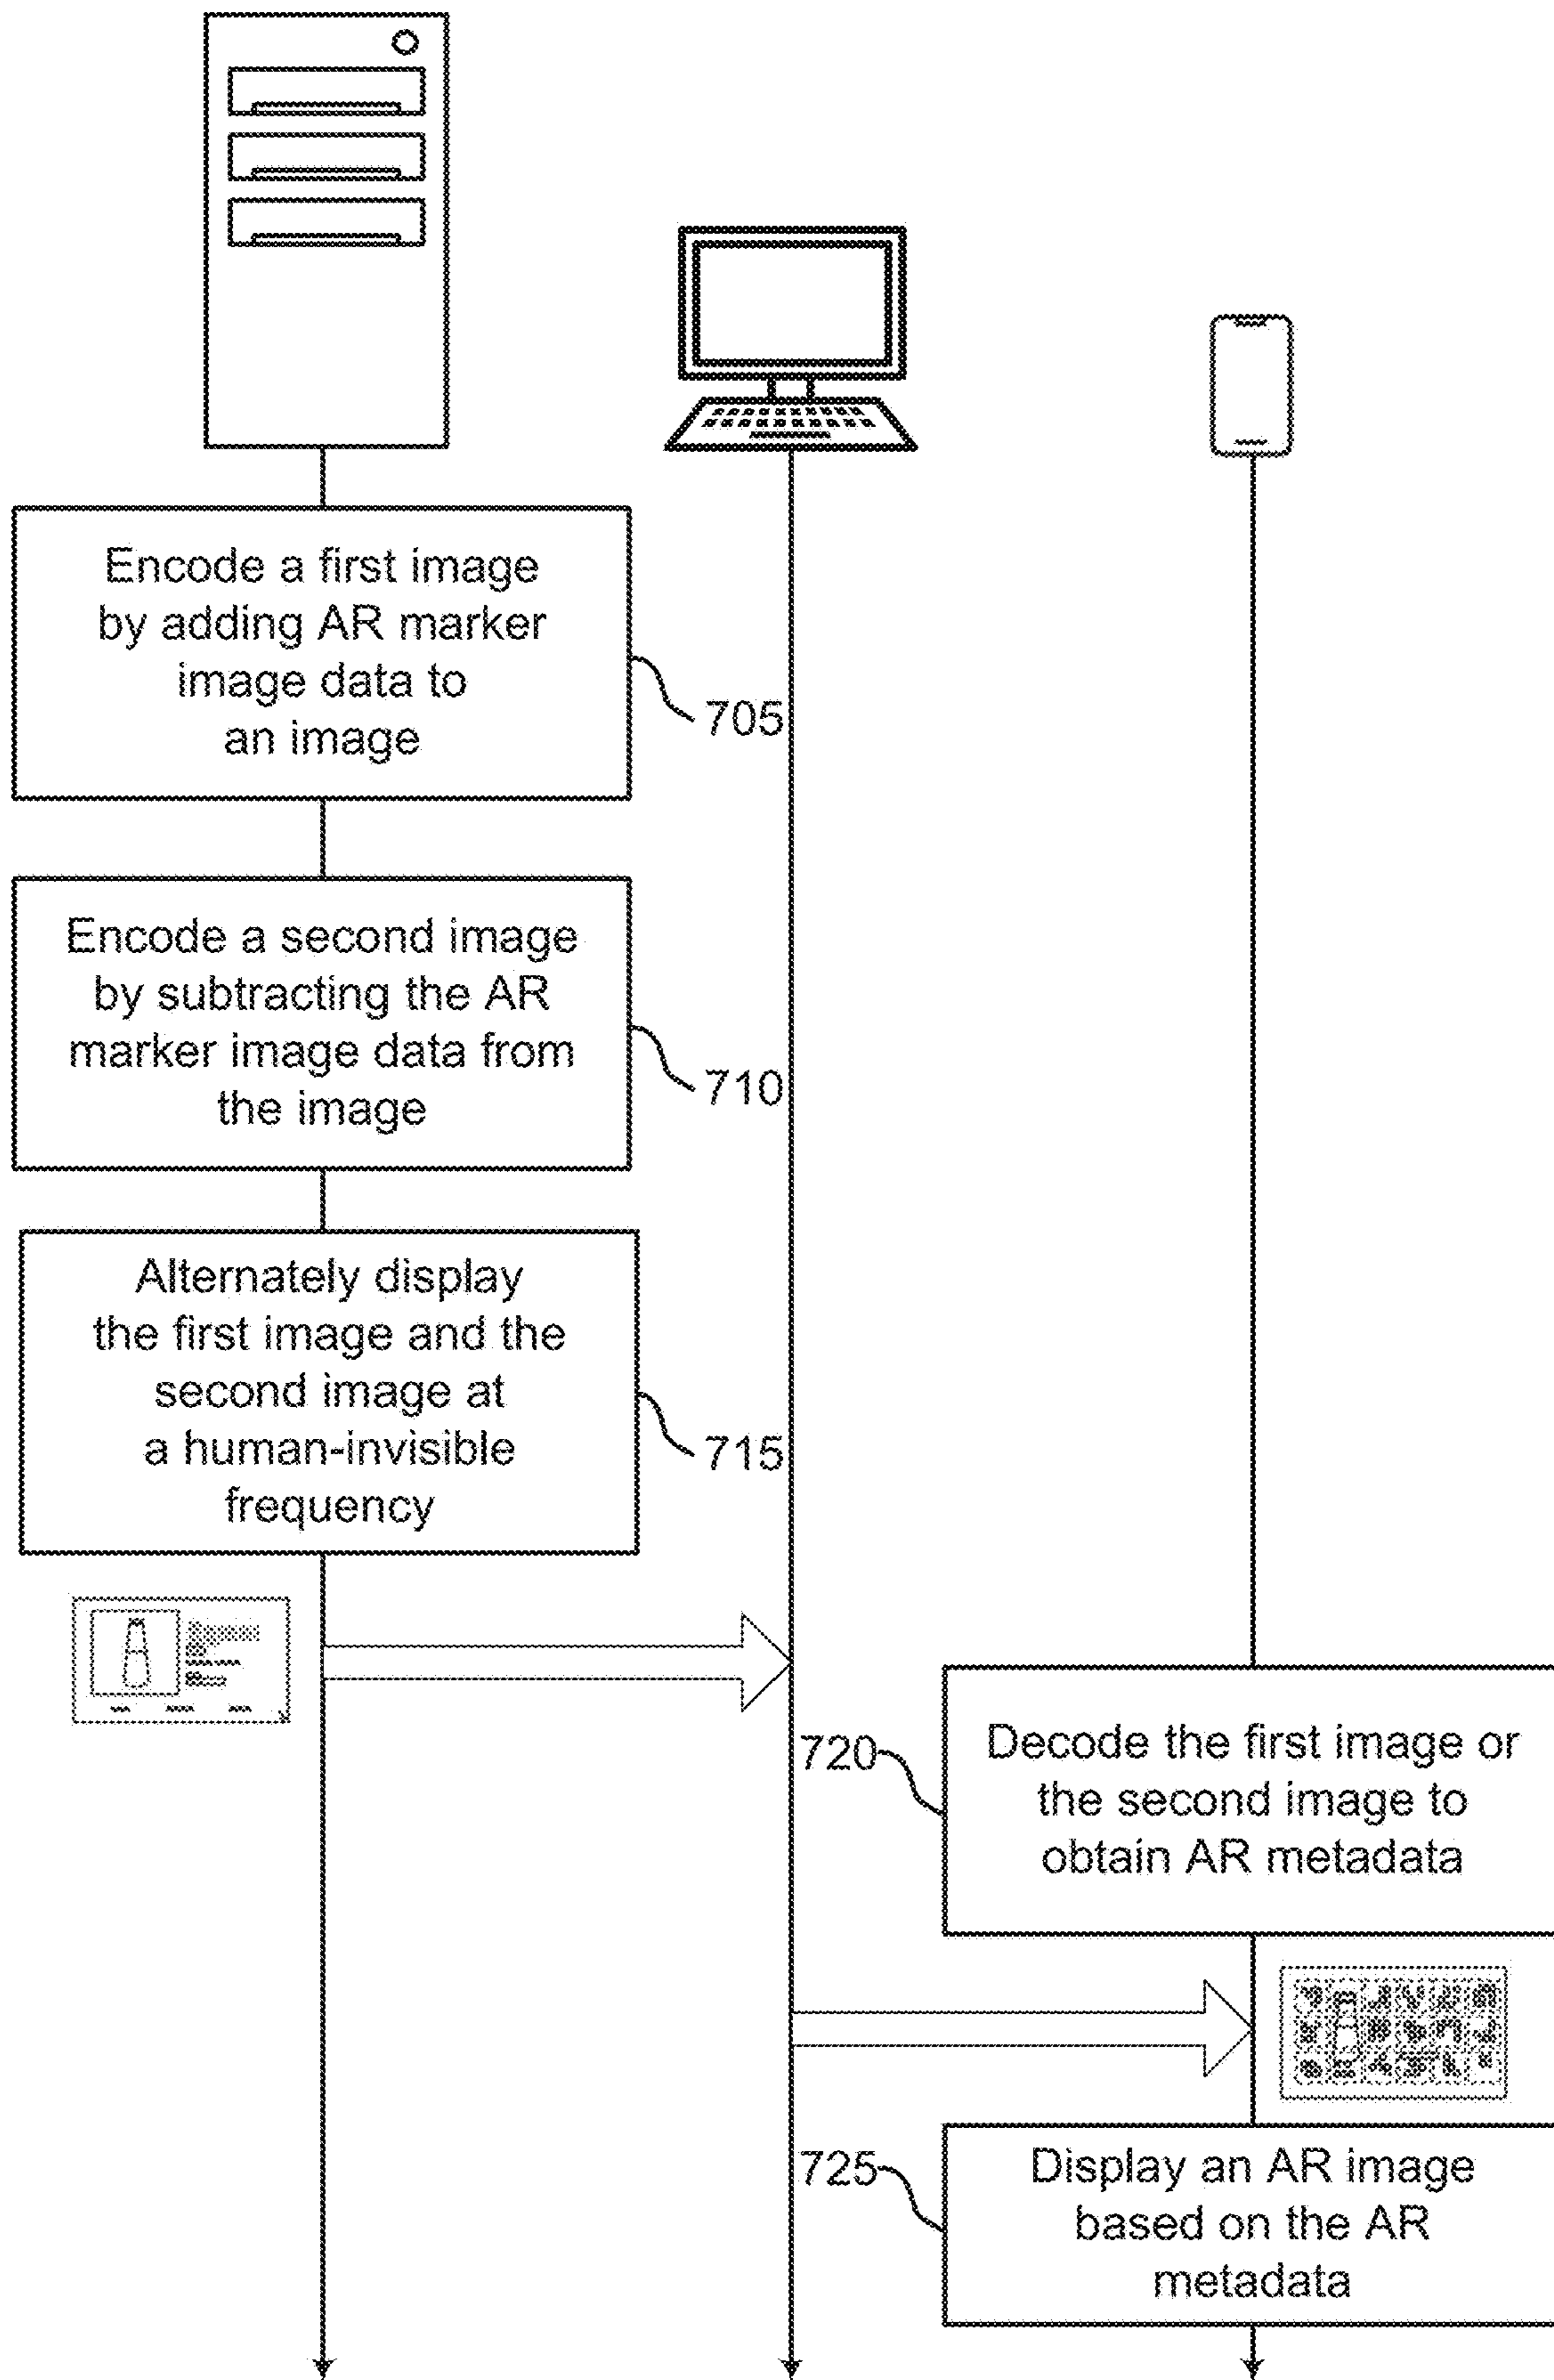 Encode a first image
by adding AR marker
image data to
an image
705
Encode a second image
by subtracting the AR
marker image data from
the image
710
Alternately display
the first image and the
second image at
a human-invisible
frequency
715
720
Decode the first image or
the second image to
obtain AR metadata
725
Display an AR image
based on the AR
metadata